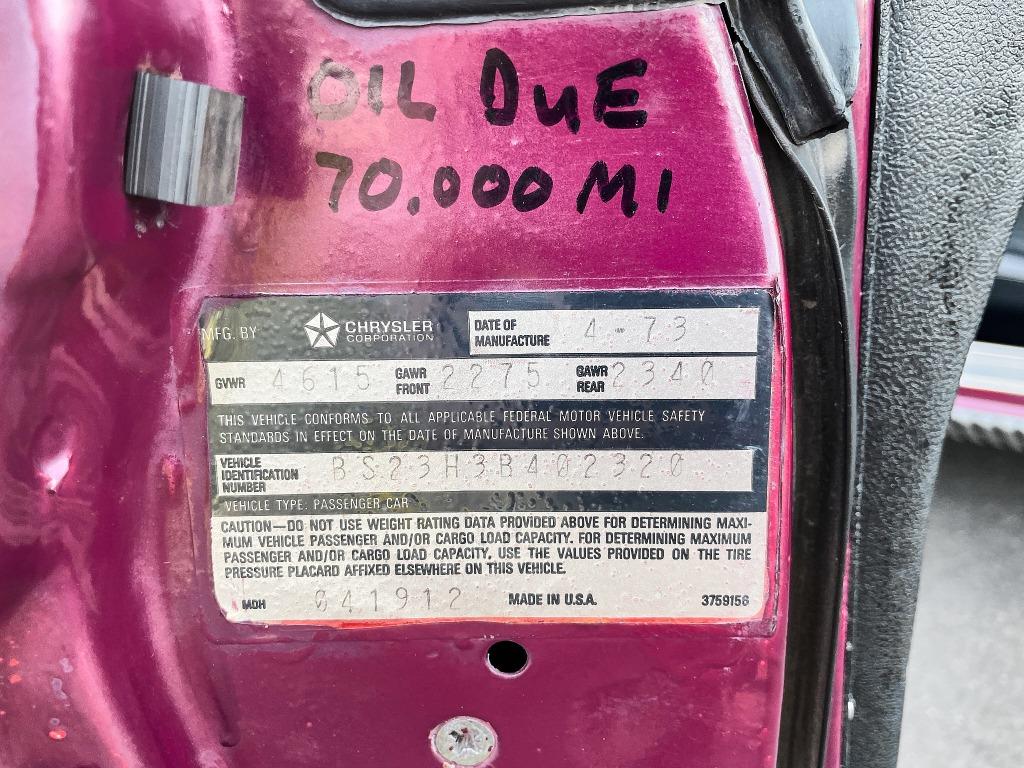 OIL DuE
70.000 MI
MFG. BY CHRYSLER CORPORATION DATE OF MANUFACTURE 4-73
GVWR 4615 GAWR FRONT 2275 GAWR REAR 2340
THIS VEHICLE CONFORMS TO ALL APPLICABLE FEDERAL MOTOR VEHICLE SAFETY
STANDARDS IN EFFECT ON THE DATE OF MANUFACTURE SHOWN ABOVE.
VEHICLE IDENTIFICATION NUMBER BS23H3B402320
VEHICLE TYPE: PASSENGER CAR
CAUTION—DO NOT USE WEIGHT RATING DATA PROVIDED ABOVE FOR DETERMINING MAXI-
MUM VEHICLE PASSENGER AND/OR CARGO LOAD CAPACITY. FOR DETERMINING MAXIMUM
PASSENGER AND/OR CARGO LOAD CAPACITY, USE THE VALUES PROVIDED ON THE TIRE
PRESSURE PLACARD AFFIXED ELSEWHERE ON THIS VEHICLE.
MDH 041912 MADE IN U.S.A. 3759156